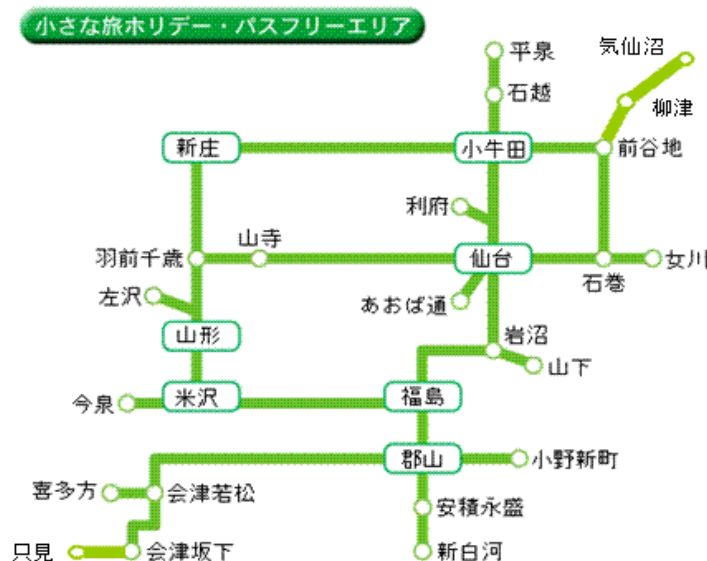 小さな旅ホリデー・パスフリーエリア
平泉
気仙沼
石越
柳津
新庄
小牛田
前谷地
利府
山寺
羽前千歳
仙台
女川
石巻
左沢
あおば通
山形
岩沼
山下
今泉
米沢
福島
郡山
小野新町
喜多方
会津若松
安積永盛
只見
会津坂下
新白河